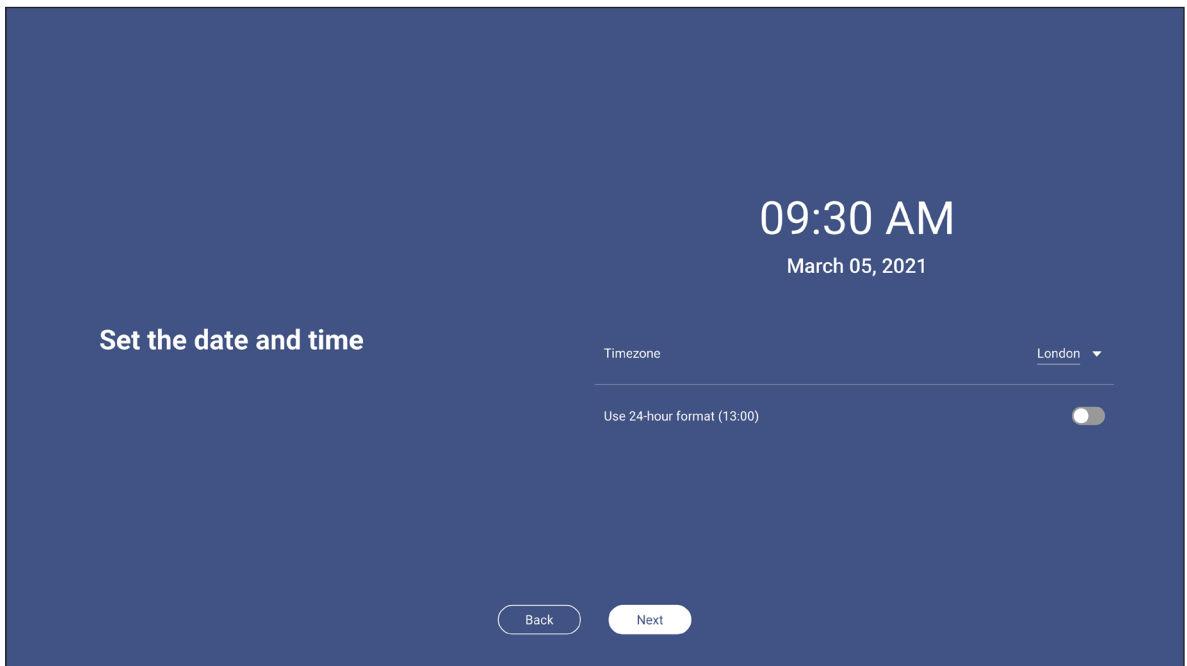 09:30 AM
March 05, 2021
Set the date and time
Timezone
London
Use 24-hour format (13:00)
Back
Next